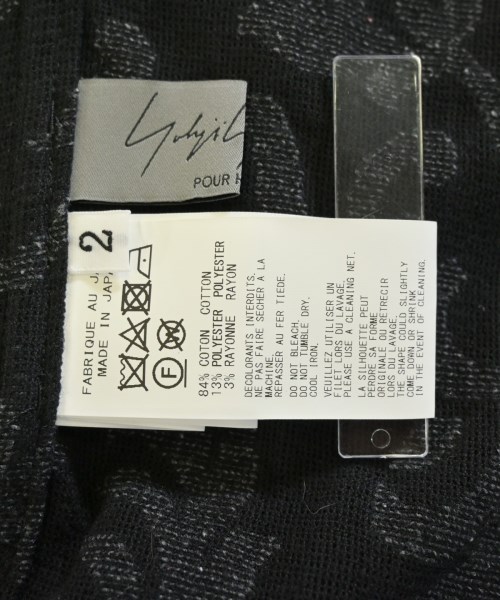 Yohji
POUR H
2
FABRIQUE AU JA
MADE IN JAPA
F W
84% COTON COTTON
13% POLYESTER POLYESTER
3% RAYONNE RAYON
DECOLORANTS INTERDITS.
NE PAS FAIRE SECHER A LA
MACHINE.
REPASSER AU FER TIEDE.
DO NOT BLEACH.
DO NOT TUMBLE DRY.
COOL IRON.
VEUILLEZ UTILISER UN
FILET LORS DU LAVAGE.
PLEASE USE A CLEANING NET.
LA SILHOUETTE PEUT
PERDRE SA FORME
ORIGINALE OU RETRECIR
LORS DU LAVAGE.
THE SHAPE COULD SLIGHTLY
COME DOWN OR SHRINK
IN THE EVENT OF CLEANING.